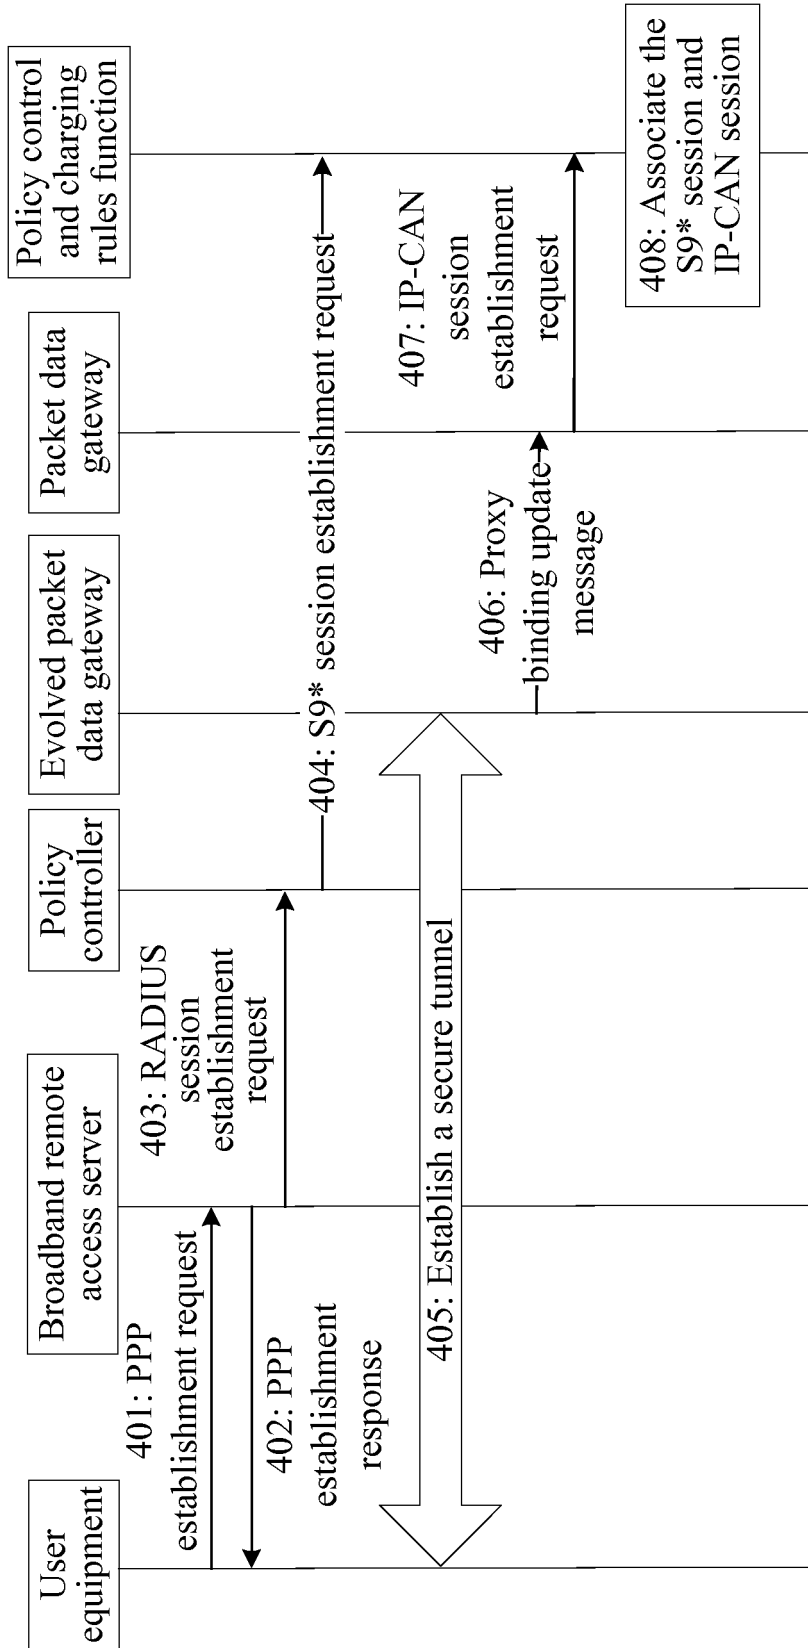 User
equipment
Broadband remote
access server
Policy
controller
Evolved packet
data gateway
Packet data
gateway
Policy control
and charging
rules function
401: PPP
establishment request
402: PPP
establishment
response
403: RADIUS
session
establishment
request
404: S9* session establishment request
405: Establish a secure tunnel
406: Proxy
binding update
message
407: IP-CAN
session
establishment
request
408: Associate the
S9* session and
IP-CAN session